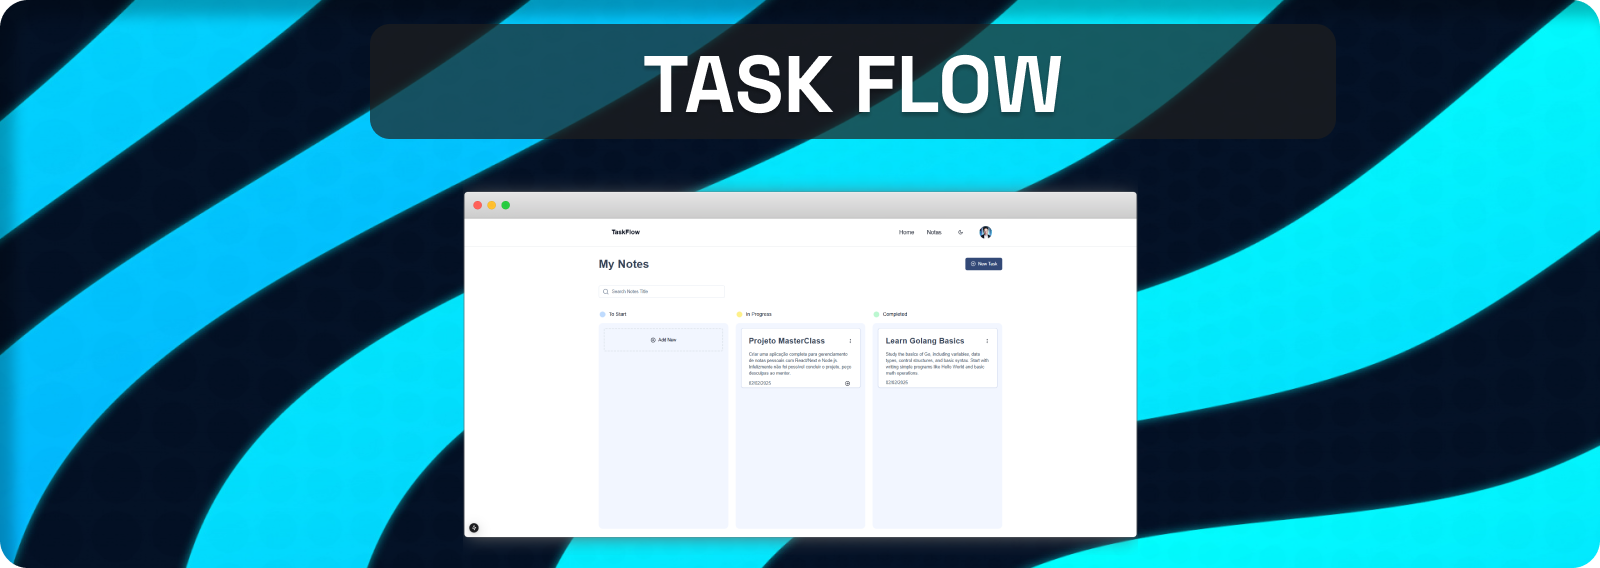 TASK FLOW
TaskFlow
Home
Notes
My Notes
New Task
Search Notes Title
To Start
In Progress
Completed
Add New
Projeto MasterClass
Criar uma aplicação completa para gerenciamento
de notas pessoais com React/Next e Node.js
Infelizmente não foi possível concluir o projeto, peço
desculpas ao mentor.
02/02/2025
Learn Golang Basics
Study the basics of Go, including variables, data
types, control structures, and basic syntax. Start with
writing simple programs like Hello World and basic
math operations.
02/02/2025